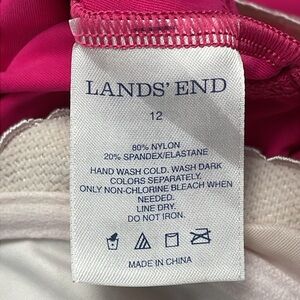 LANDS' END
12
80% NYLON
20% SPANDEX/ELASTANE
HAND WASH COLD. WASH DARK
COLORS SEPARATELY.
ONLY NON-CHLORINE BLEACH WHEN
NEEDED.
LINE DRY.
DO NOT IRON.
MADE IN CHINA